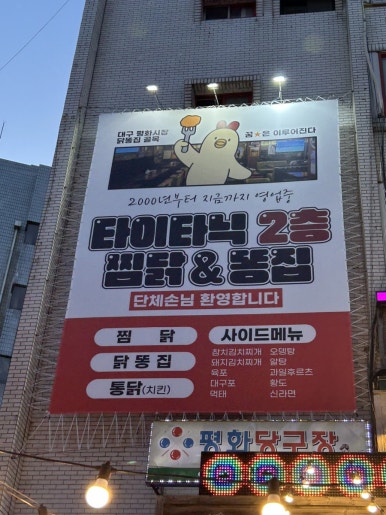 대구 평화시장
닭똥집 골목
꿈★은 이루어진다
2000년부터 지금까지 영업중
타이타닉 2층
찜닭&똥집
단체손님 환영합니다
찜 닭
닭똥집
통닭(치킨)
사이드메뉴
참치김치찌개 오뎅탕
돼지김치찌개 알탕
육포 과일후르츠
대구포 황도
먹태 신라면
평화당구장